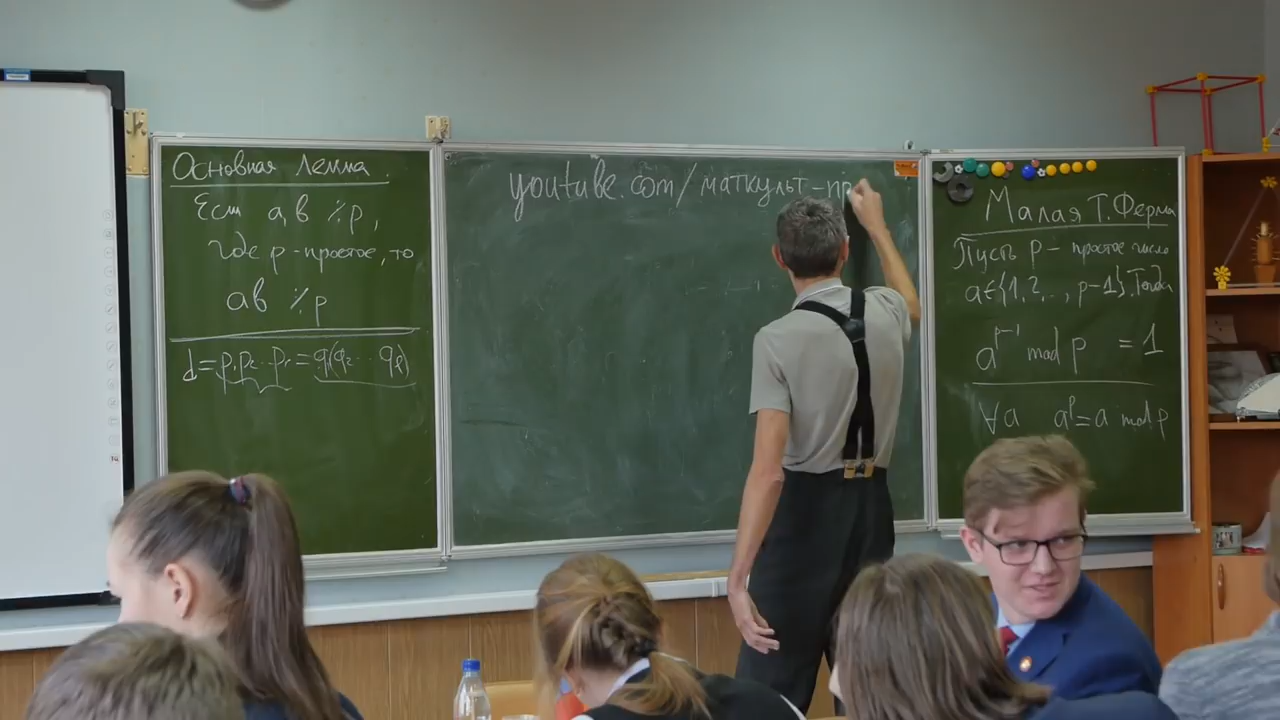 Основная Лемма.
Если a, b ⁒ p,
где p - простое, то
ab ⁒ p
d = p₁p₂...pᵣ = q₁q₂...qₗ
youtube.com/маткульт-пр
Малая Т. Ферма
Пусть p - простое число
a∈{1,2,.., p-1}. Тогда
a^{p-1} mod p = 1
∀a a^p = a mod p